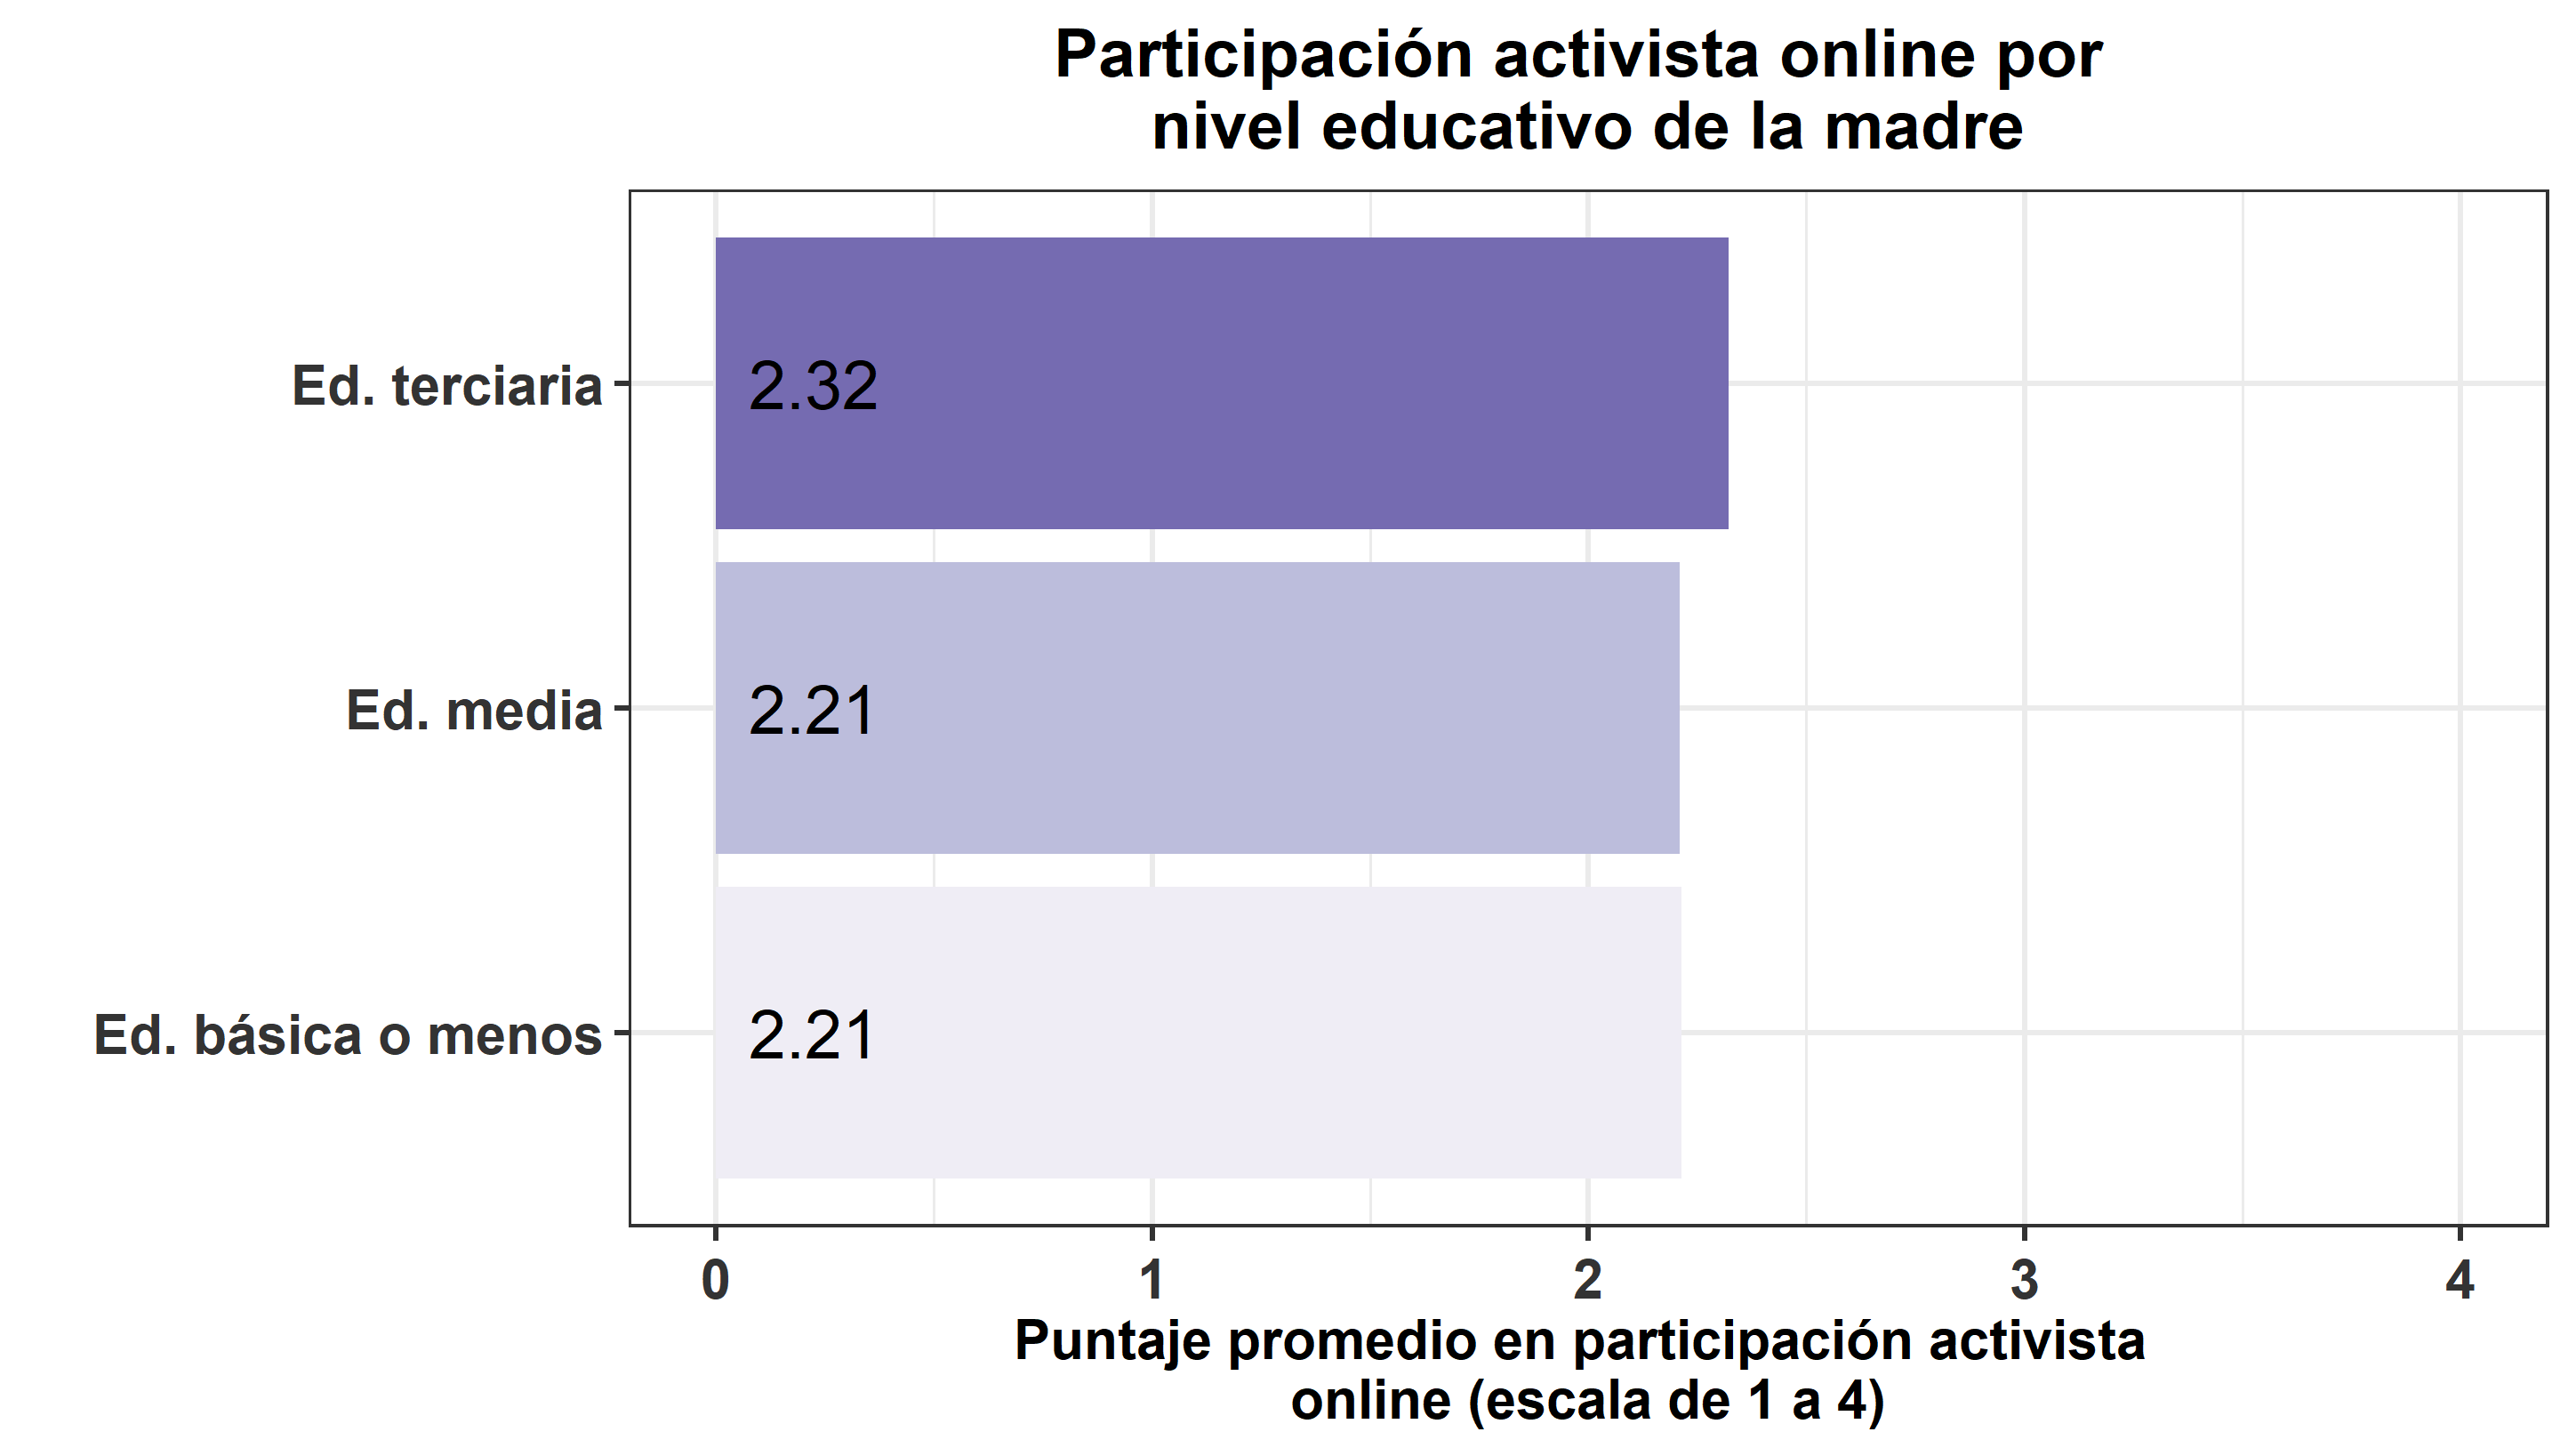 Participación activista online por
nivel educativo de la madre
Ed. terciaria
2.32
Ed. media
2.21
Ed. básica o menos
2.21
0 1 2 3 4
Puntaje promedio en participación activista
online (escala de 1 a 4)